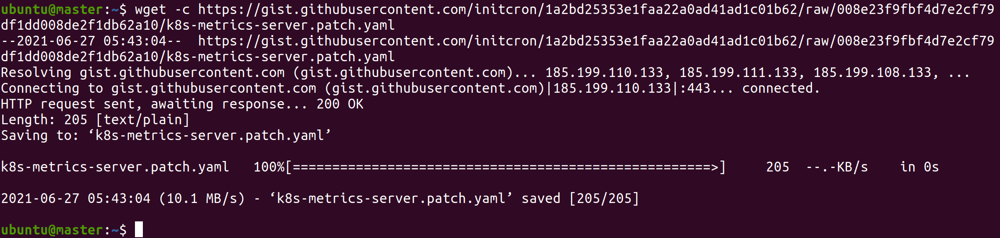 ubuntu@master:~$ wget -c https://gist.githubusercontent.com/initcron/1a2bd25353e1faa22a0ad41ad1c01b62/raw/008e23f9fbf4d7e2cf79
df1dd008de2f1db62a10/k8s-metrics-server.patch.yaml
--2021-06-27 05:43:04--  https://gist.githubusercontent.com/initcron/1a2bd25353e1faa22a0ad41ad1c01b62/raw/008e23f9fbf4d7e2cf79
df1dd008de2f1db62a10/k8s-metrics-server.patch.yaml
Resolving gist.githubusercontent.com (gist.githubusercontent.com)... 185.199.110.133, 185.199.111.133, 185.199.108.133, ...
Connecting to gist.githubusercontent.com (gist.githubusercontent.com)|185.199.110.133|:443... connected.
HTTP request sent, awaiting response... 200 OK
Length: 205 [text/plain]
Saving to: ‘k8s-metrics-server.patch.yaml’
k8s-metrics-server.patch.yaml   100%[=====================================================>]     205  --.-KB/s    in 0s
2021-06-27 05:43:04 (10.1 MB/s) - ‘k8s-metrics-server.patch.yaml’ saved [205/205]
ubuntu@master:~$